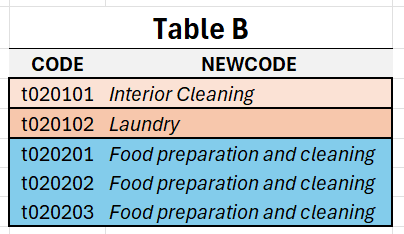 Table B
CODE NEWCODE
t020101 Interior Cleaning
t020102 Laundry
t020201 Food preparation and cleaning
t020202 Food preparation and cleaning
t020203 Food preparation and cleaning